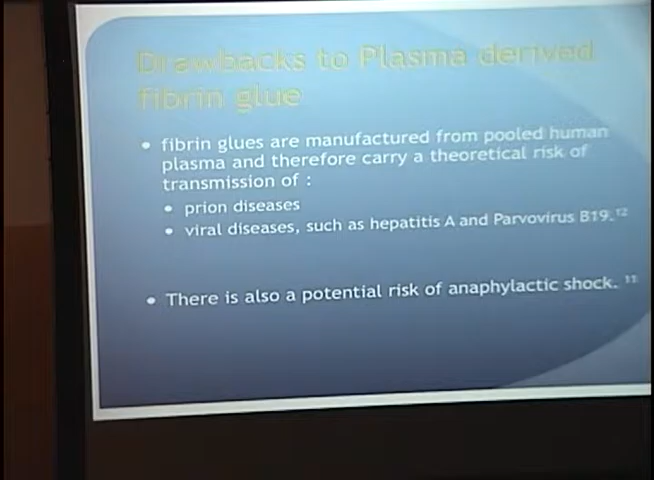 Drawbacks to Plasma derived
fibrin glue
• fibrin glues are manufactured from pooled human
plasma and therefore carry a theoretical risk of
transmission of :
• prion diseases
• viral diseases, such as hepatitis A and Parvovirus B19.12
• There is also a potential risk of anaphylactic shock. 11